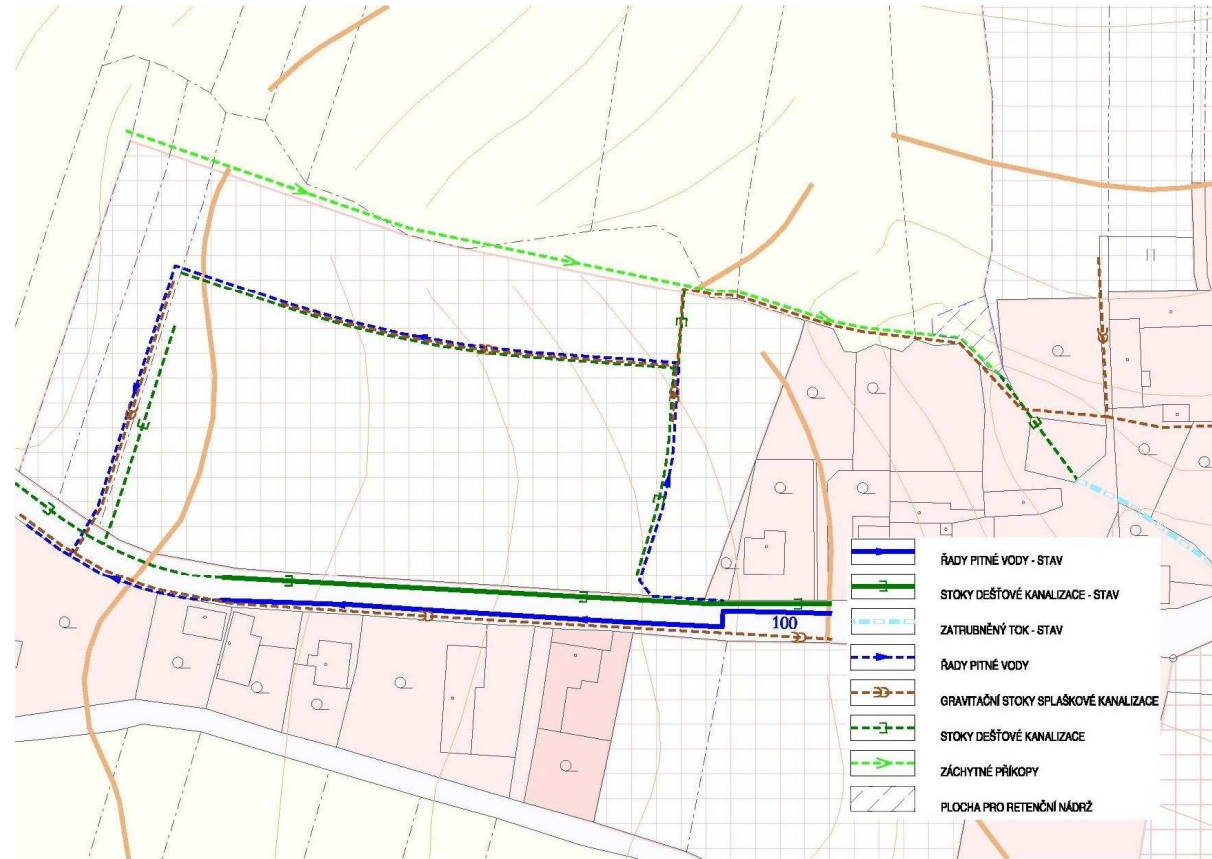 100
ŘADY PITNÉ VODY - STAV
STOKY DEŠŤOVÉ KANALIZACE - STAV
ZATRUBNĚNÝ TOK - STAV
ŘADY PITNÉ VODY
GRAVITAČNÍ STOKY SPLAŠKOVÉ KANALIZACE
STOKY DEŠŤOVÉ KANALIZACE
ZÁCHYTNÉ PŘÍKOPY
PLOCHA PRO RETENČNÍ NÁDRŽ